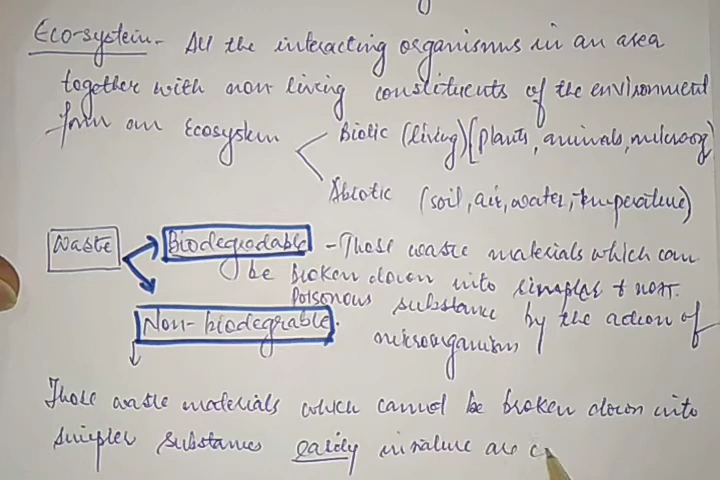 Eco-system- All the interacting organisms in an area
together with non living constituents of the environment
form an Ecosystem
Biotic (living) [plants, animals, microorg)
Abiotic (soil, air, water, temperature)
Waste
Biodegradable - Those waste materials which can
be broken down into simpler & non.
poisonous substance by the action of
microorganism
Non-biodegrable.
Those waste materials which cannot be broken down into
simpler substances easily in nature are c